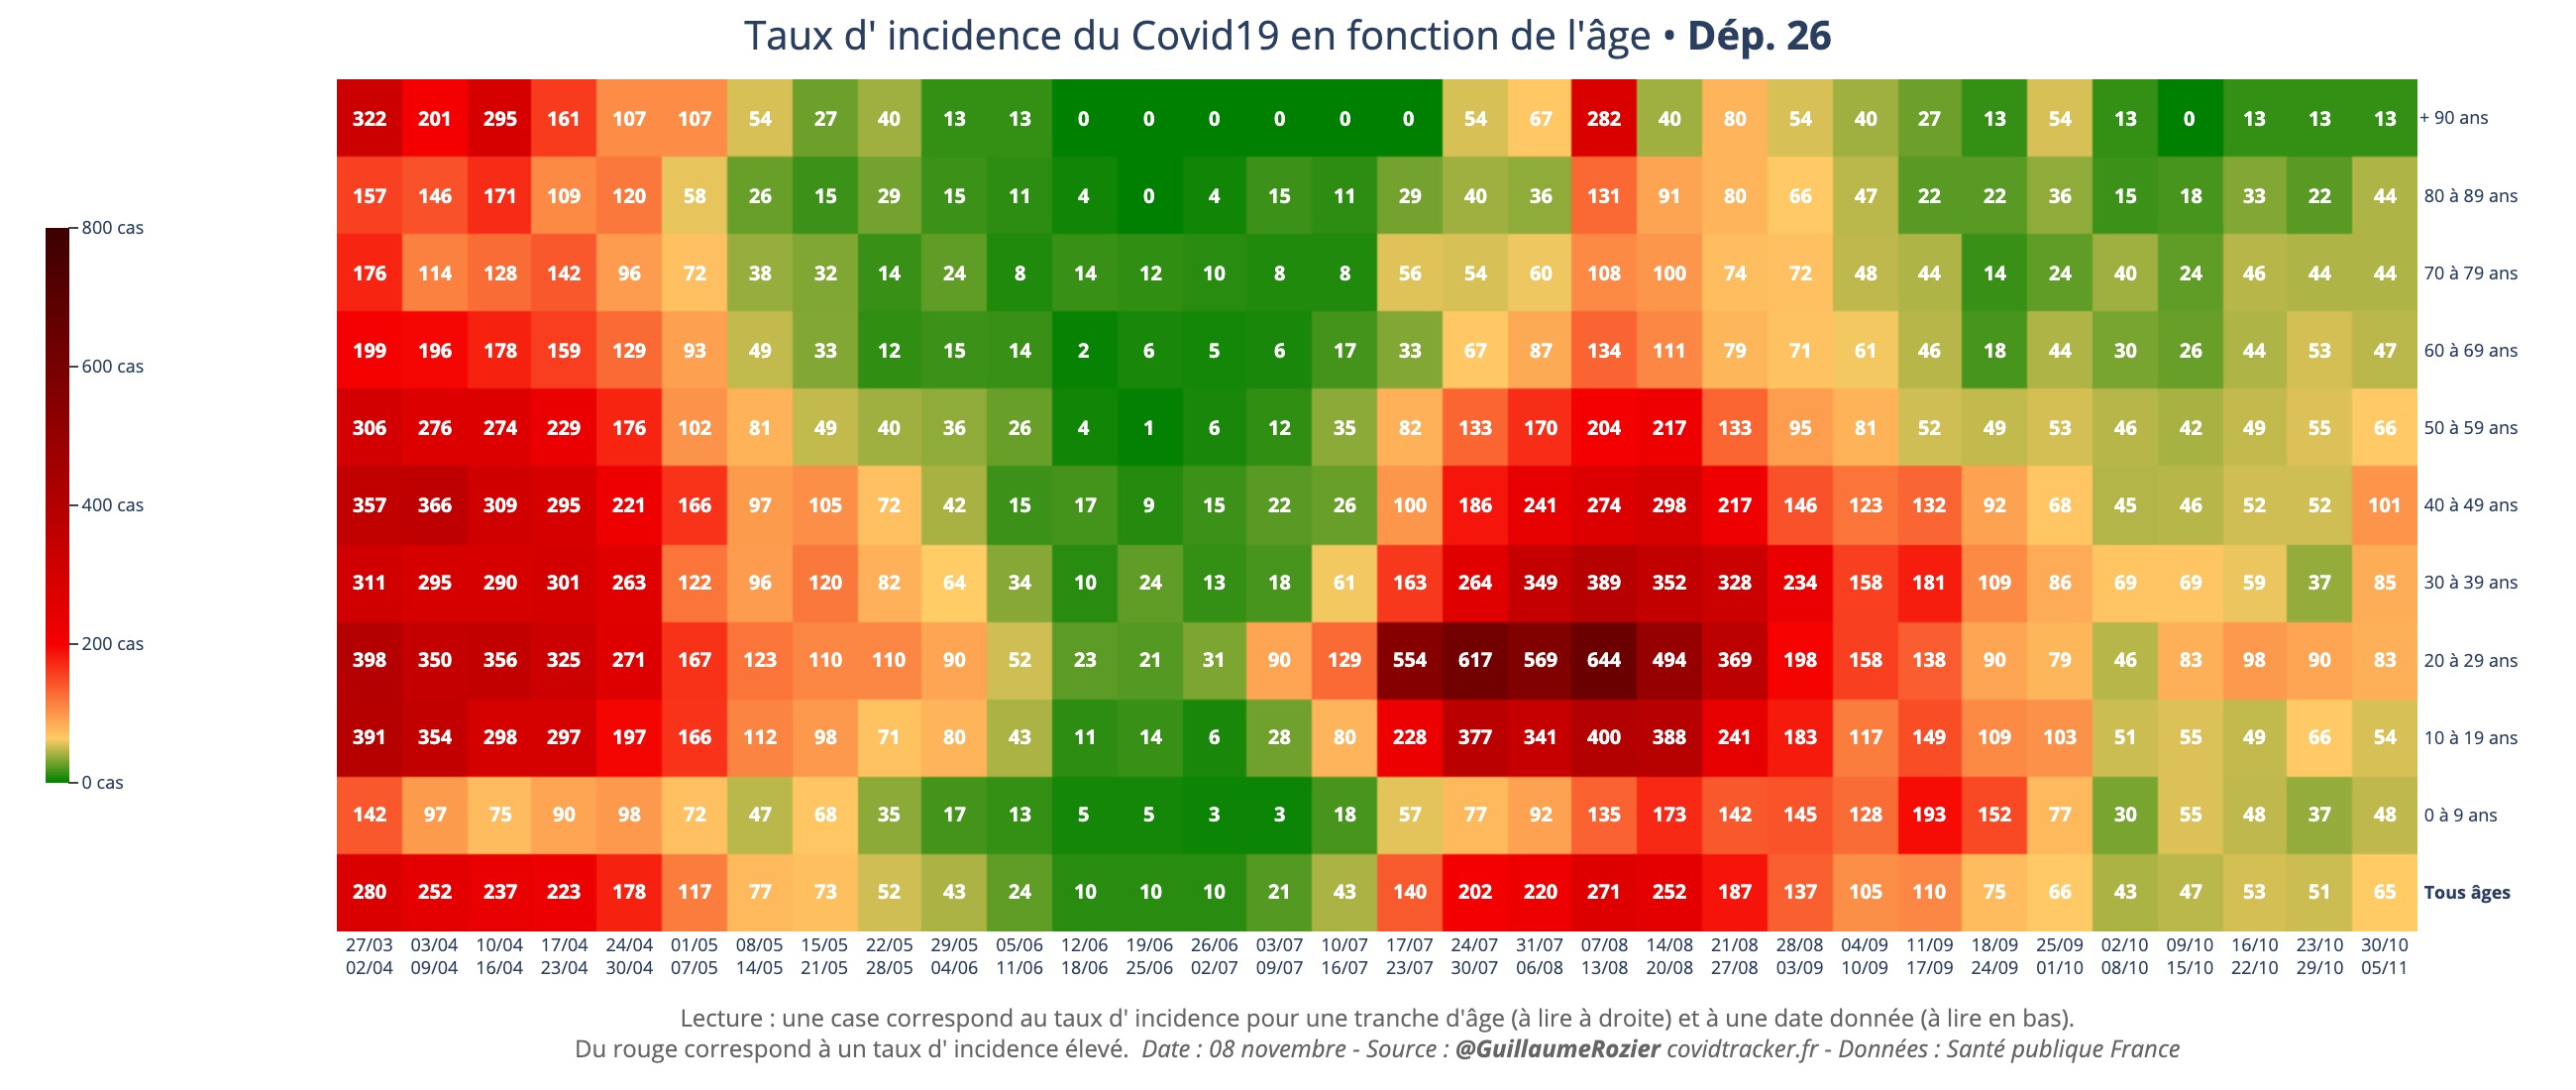 Taux d' incidence du Covid19 en fonction de l'âge • Dép. 26
800 cas
600 cas
400 cas
200 cas
0 cas
322 201 295 161 107 107 54 27 40 13 13 0 0 0 0 0 0 54 67 282 40 80 54 40 27 13 54 13 0 13 13 13 + 90 ans
157 146 171 109 120 58 26 15 29 15 11 4 0 4 15 11 29 40 36 131 91 80 66 47 22 22 36 15 18 33 22 44 80 à 89 ans
176 114 128 142 96 72 38 32 14 24 8 14 12 10 8 8 56 54 60 108 100 74 72 48 44 14 24 40 24 46 44 44 70 à 79 ans
199 196 178 159 129 93 49 33 12 15 14 2 6 5 6 17 33 67 87 134 111 79 71 61 46 18 44 30 26 44 53 47 60 à 69 ans
306 276 274 229 176 102 81 49 40 36 26 4 1 6 12 35 82 133 170 204 217 133 95 81 52 49 53 46 42 49 55 66 50 à 59 ans
357 366 309 295 221 166 97 105 72 42 15 17 9 15 22 26 100 186 241 274 298 217 146 123 132 92 68 45 46 52 52 101 40 à 49 ans
311 295 290 301 263 122 96 120 82 64 34 10 24 13 18 61 163 264 349 389 352 328 234 158 181 109 86 69 69 59 37 85 30 à 39 ans
398 350 356 325 271 167 123 110 110 90 52 23 21 31 90 129 554 617 569 644 494 369 198 158 138 90 79 46 83 98 90 83 20 à 29 ans
391 354 298 297 197 166 112 98 71 80 43 11 14 6 28 80 228 377 341 400 388 241 183 117 149 109 103 51 55 49 66 54 10 à 19 ans
142 97 75 90 98 72 47 68 35 17 13 5 5 3 3 18 57 77 92 135 173 142 145 128 193 152 77 30 55 48 37 48 0 à 9 ans
280 252 237 223 178 117 77 73 52 43 24 10 10 10 21 43 140 202 220 271 252 187 137 105 110 75 66 43 47 53 51 65 Tous âges
27/03 03/04 10/04 17/04 24/04 01/05 08/05 15/05 22/05 29/05 05/06 12/06 19/06 26/06 03/07 10/07 17/07 24/07 31/07 07/08 14/08 21/08 28/08 04/09 11/09 18/09 25/09 02/10 09/10 16/10 23/10 30/10
02/04 09/04 16/04 23/04 30/04 07/05 14/05 21/05 28/05 04/06 11/06 18/06 25/06 02/07 09/07 16/07 23/07 30/07 06/08 13/08 20/08 27/08 03/09 10/09 17/09 24/09 01/10 08/10 15/10 22/10 29/10 05/11
Lecture : une case correspond au taux d' incidence pour une tranche d'âge (à lire à droite) et à une date donnée (à lire en bas).
Du rouge correspond à un taux d' incidence élevé. Date : 08 novembre - Source : @GuillaumeRozier covidtracker.fr - Données : Santé publique France